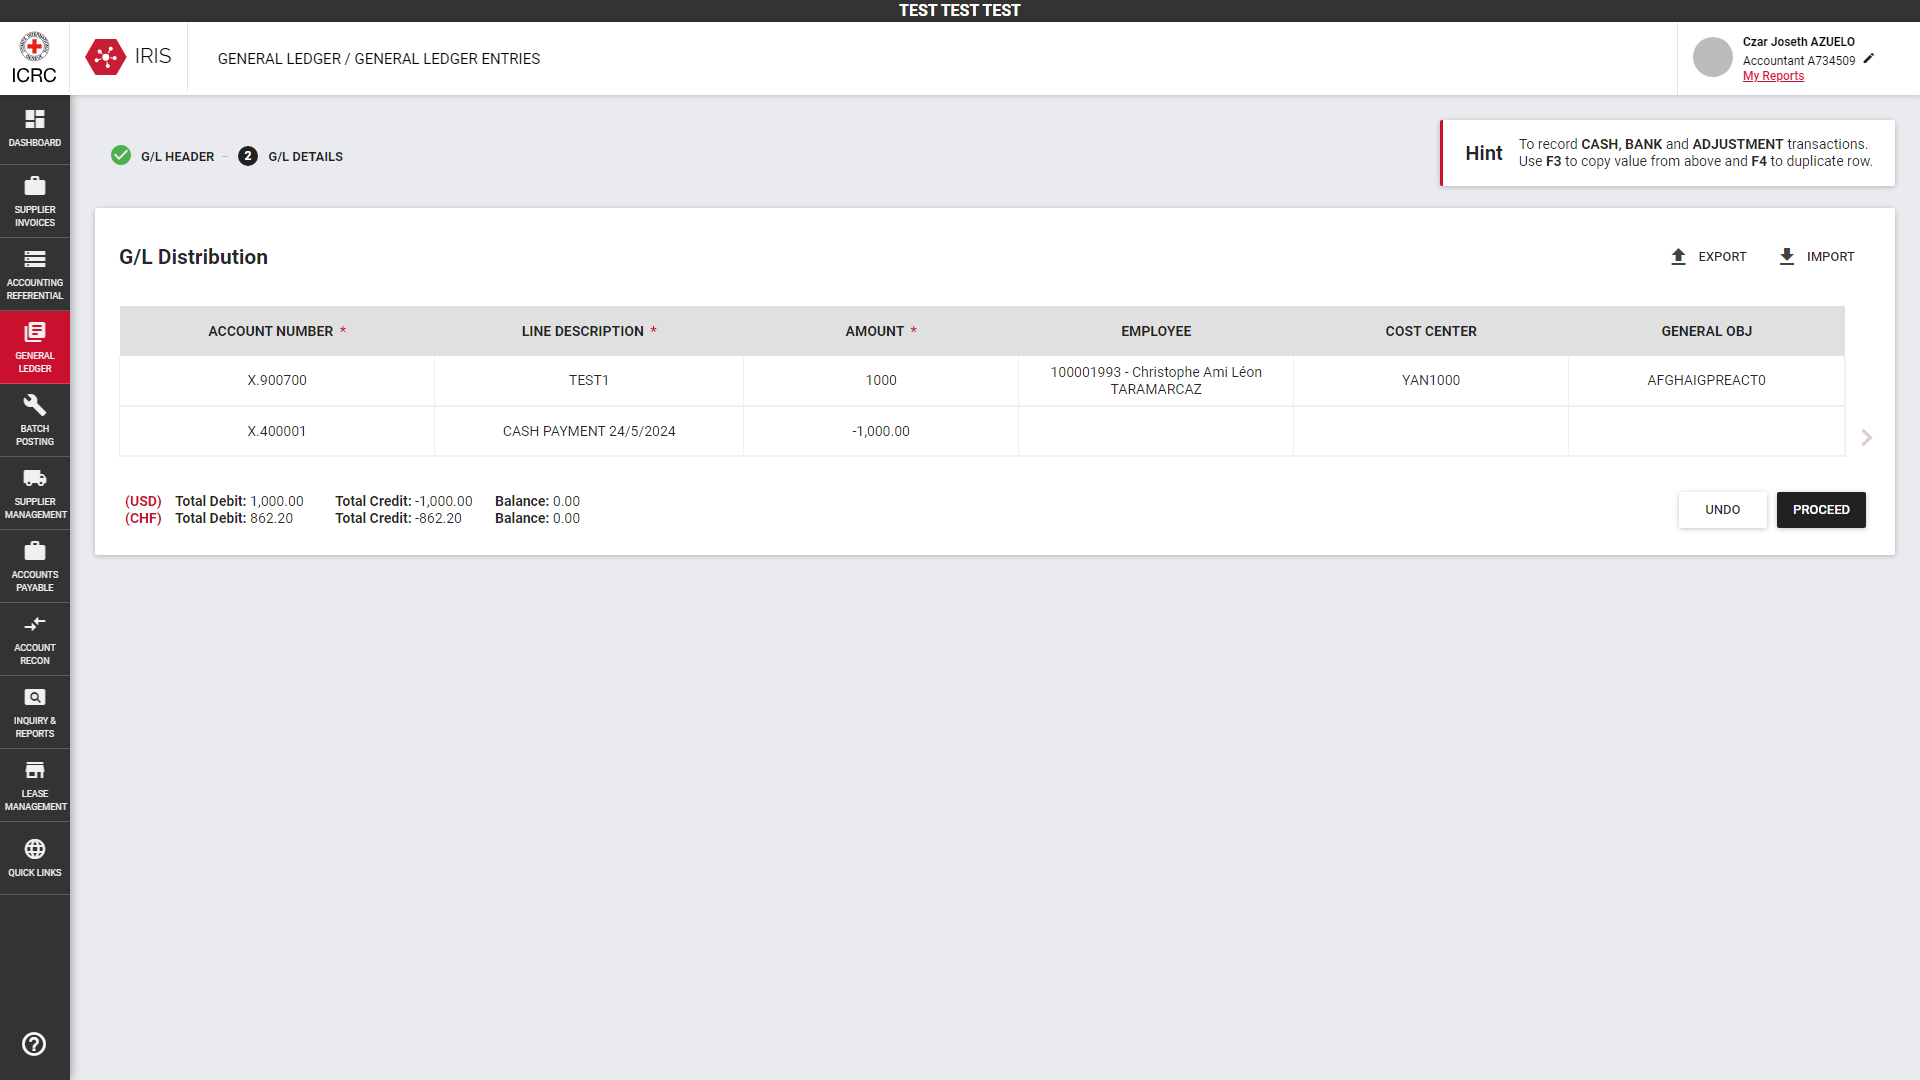 TEST TEST TEST
ICRC
IRIS
GENERAL LEDGER / GENERAL LEDGER ENTRIES
Czar Joseth AZUELO
Accountant A734509
My Reports
DASHBOARD
SUPPLIER
INVOICES
ACCOUNTING
REFERENTIAL
GENERAL
LEDGER
BATCH
POSTING
SUPPLIER
MANAGEMENT
ACCOUNTS
PAYABLE
ACCOUNT
RECON
INQUIRY &
REPORTS
LEASE
MANAGEMENT
QUICK LINKS
G/L HEADER – 2 G/L DETAILS
Hint
To record CASH, BANK and ADJUSTMENT transactions.
Use F3 to copy value from above and F4 to duplicate row.
G/L Distribution
EXPORT IMPORT
ACCOUNT NUMBER * LINE DESCRIPTION * AMOUNT * EMPLOYEE COST CENTER GENERAL OBJ
X.900700 TEST1 1000 100001993 - Christophe Ami Léon TARAMARCAZ YAN1000 AFGHAIGPREACT0
X.400001 CASH PAYMENT 24/5/2024 -1,000.00
(USD) Total Debit: 1,000.00 Total Credit: -1,000.00 Balance: 0.00
(CHF) Total Debit: 862.20 Total Credit: -862.20 Balance: 0.00
UNDO PROCEED